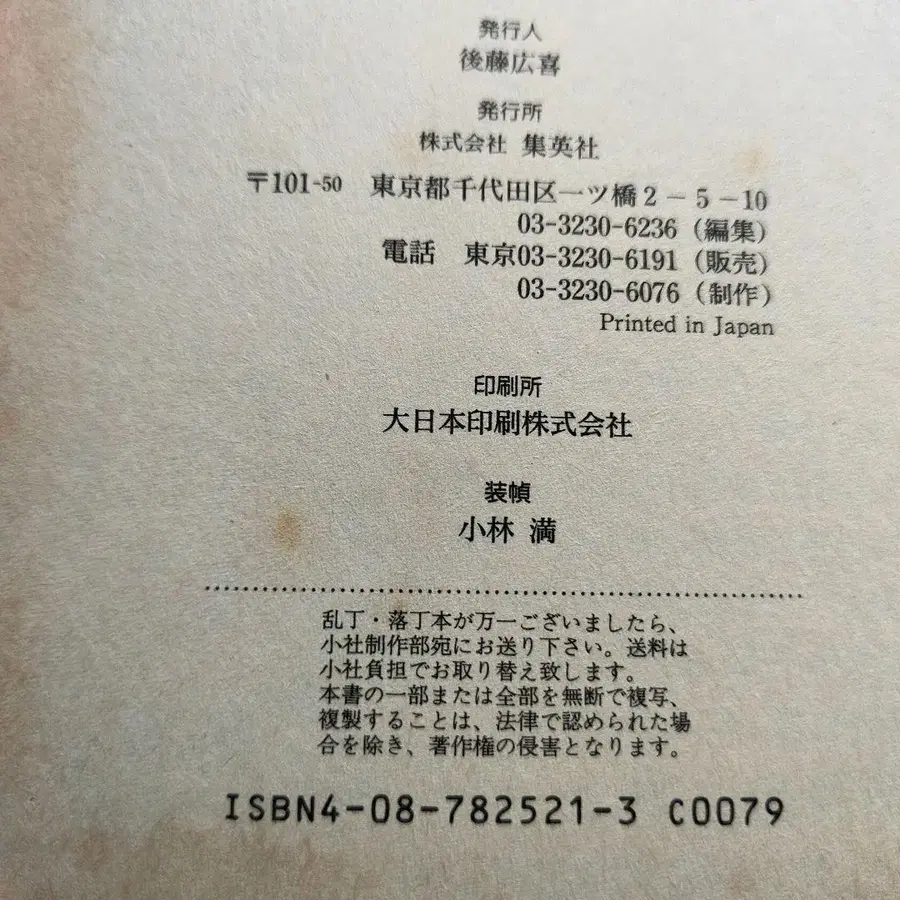 発行人
後藤広喜
発行所
株式会社 集英社
〒101-50 東京都千代田区一ツ橋2-5-10
03-3230-6236(編集)
電話 東京03-3230-6191(販売)
03-3230-6076(制作)
Printed in Japan
印刷所
大日本印刷株式会社
装幀
小林 満
乱丁・落丁本が万一ございましたら、
小社制作部宛にお送り下さい。送料は
小社負担でお取り替え致します。
本書の一部または全部を無断で複写、
複製することは、法律で認められた場
合を除き、著作権の侵害となります。
ISBN4-08-782521-3 C0079